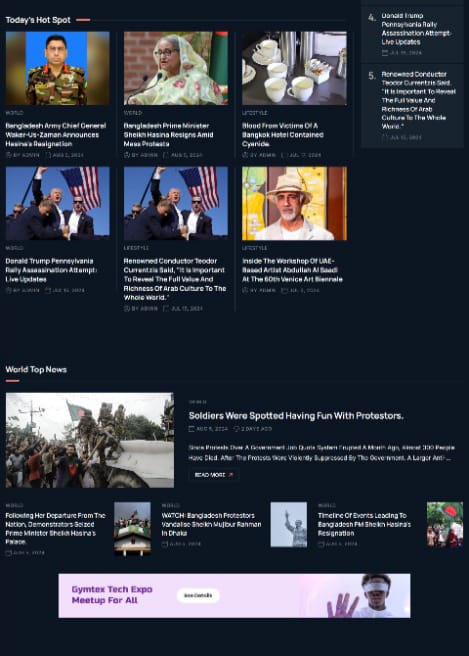 Today's Hot Spot
4. Donald Trump
Pennsylvania Rally
Assassination Attempt-
Live Updates
JUL 15, 2024
5. Renowned Conductor
Teodor Currentzis Said,
"It Is Important To Reveal
The Full Value And
Richness Of Arab
Culture To The Whole
World."
JUL 13, 2024
WORLD
Bangladesh Army Chief General
Waker-Us-Zaman Announces
Hasina's Resignation
BY ADMIN AUG 5, 2024
WORLD
Bangladesh Prime Minister
Sheikh Hasina Resigns Amid
Mass Protests
BY ADMIN AUG 5, 2024
LIFESTYLE
Blood From Victims Of A
Bangkok Hotel Contained
Cyanide.
BY ADMIN JUL 17, 2024
WORLD
Donald Trump Pennsylvania
Rally Assassination Attempt-
Live Updates
BY ADMIN JUL 15, 2024
LIFESTYLE
Renowned Conductor Teodor
Currentzis Said, "It Is Important
To Reveal The Full Value And
Richness Of Arab Culture To The
Whole World."
BY ADMIN JUL 13, 2024
LIFESTYLE
Inside The Workshop Of UAE-
Based Artist Abdullah Al Saadi
At The 60th Venice Art Biennale
BY ADMIN
World Top News
WORLD
Soldiers Were Spotted Having Fun With Protestors.
AUG 5, 2024 2 DAYS AGO
Since Protests Over A Government Job Quota System Erupted A Month Ago, Almost 300 People
Have Died. After The Protests Were Violently Suppressed By The Government, A Larger Anti-...
READ MORE
WORLD
Following Her Departure From The
Nation, Demonstrators Seized
Prime Minister Sheikh Hasina's
Palace.
AUG 5, 2024
WORLD
WATCH: Bangladesh Protestors
Vandalise Sheikh Mujibur Rahman
In Dhaka
AUG 5, 2024
WORLD
Timeline Of Events Leading To
Bangladesh PM Sheikh Hasina's
Resignation
AUG 5, 2024
Gymtex Tech Expo
Meetup For All
See Details